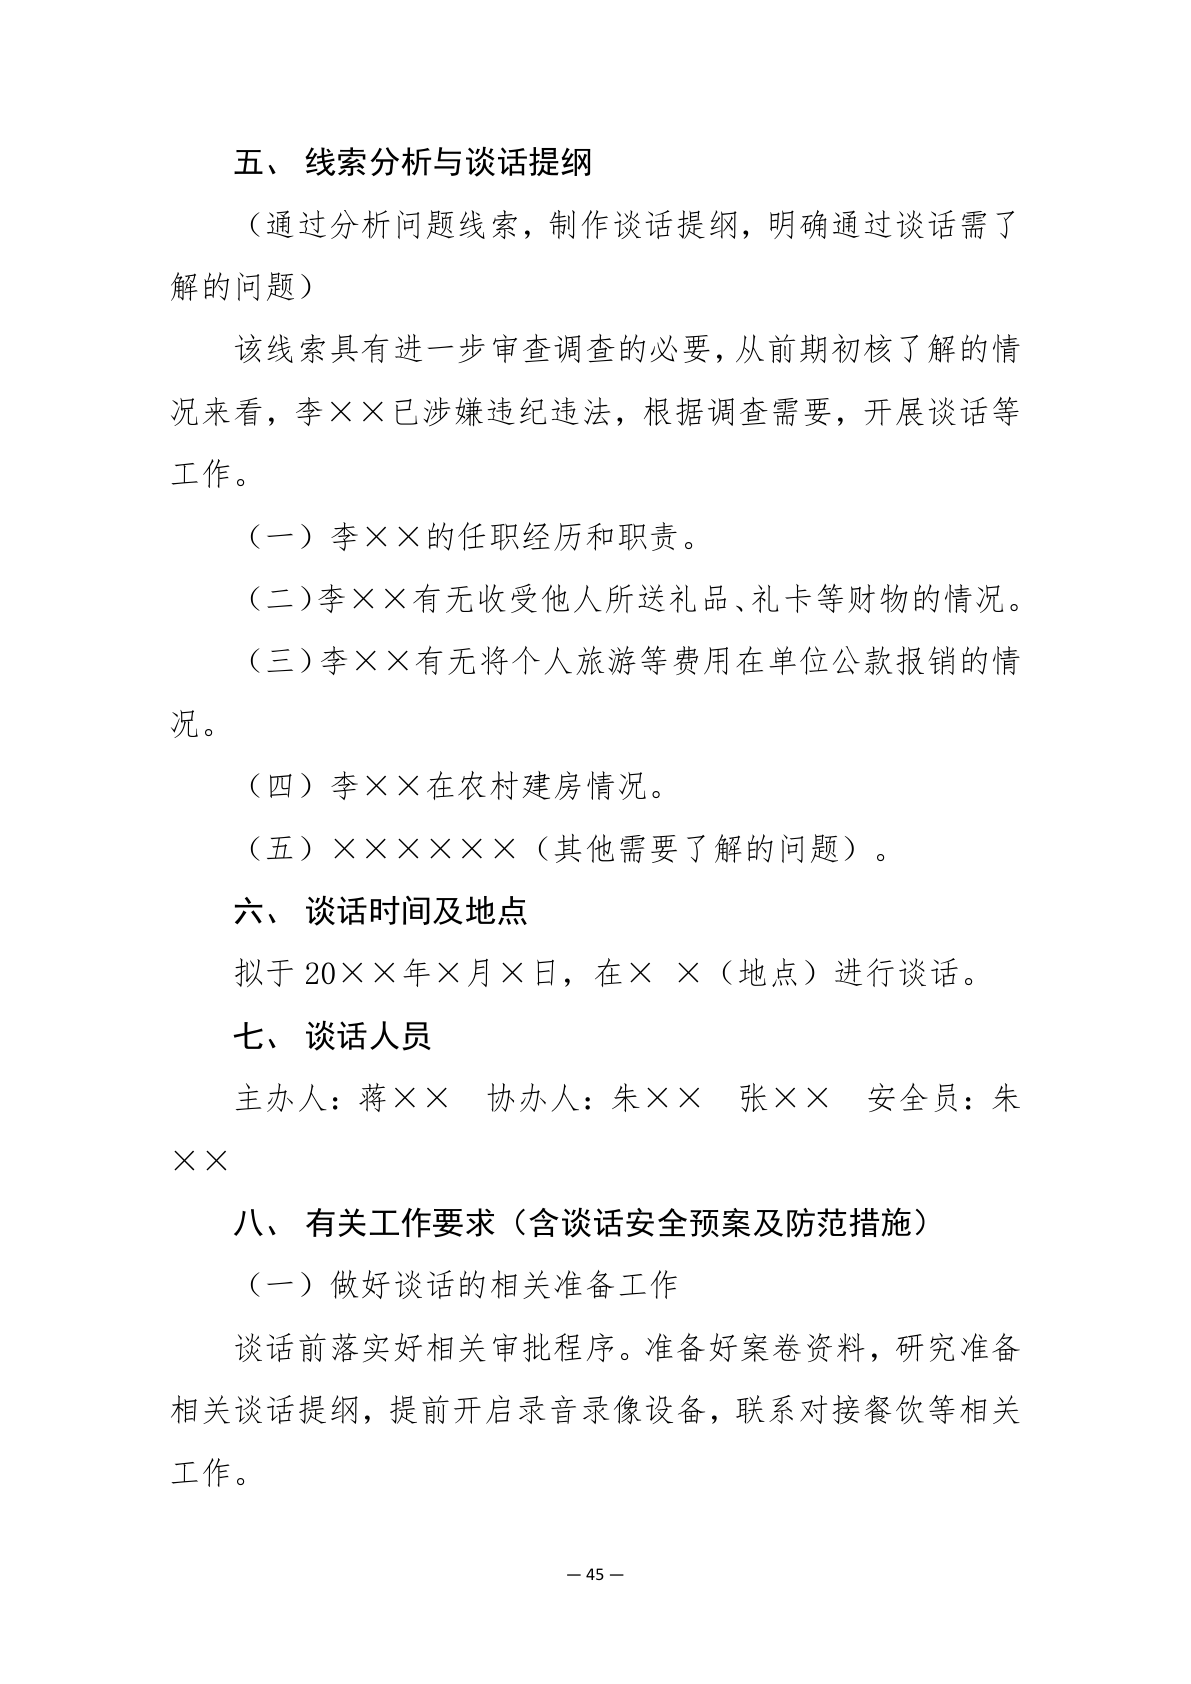 五、 线索分析与谈话提纲
（通过分析问题线索，制作谈话提纲，明确通过谈话需了
解的问题）
该线索具有进一步审查调查的必要，从前期初核了解的情
况来看，李××已涉嫌违纪违法，根据调查需要，开展谈话等
工作。
（一）李××的任职经历和职责。
（二）李××有无收受他人所送礼品、礼卡等财物的情况。
（三）李××有无将个人旅游等费用在单位公款报销的情
况。
（四）李××在农村建房情况。
（五）××××××（其他需要了解的问题）。
六、 谈话时间及地点
拟于 20××年×月×日，在× ×（地点）进行谈话。
七、 谈话人员
主办人：蒋××　协办人：朱××　张××　安全员：朱
××
八、 有关工作要求（含谈话安全预案及防范措施）
（一）做好谈话的相关准备工作
谈话前落实好相关审批程序。准备好案卷资料，研究准备
相关谈话提纲，提前开启录音录像设备，联系对接餐饮等相关
工作。
— 45 —